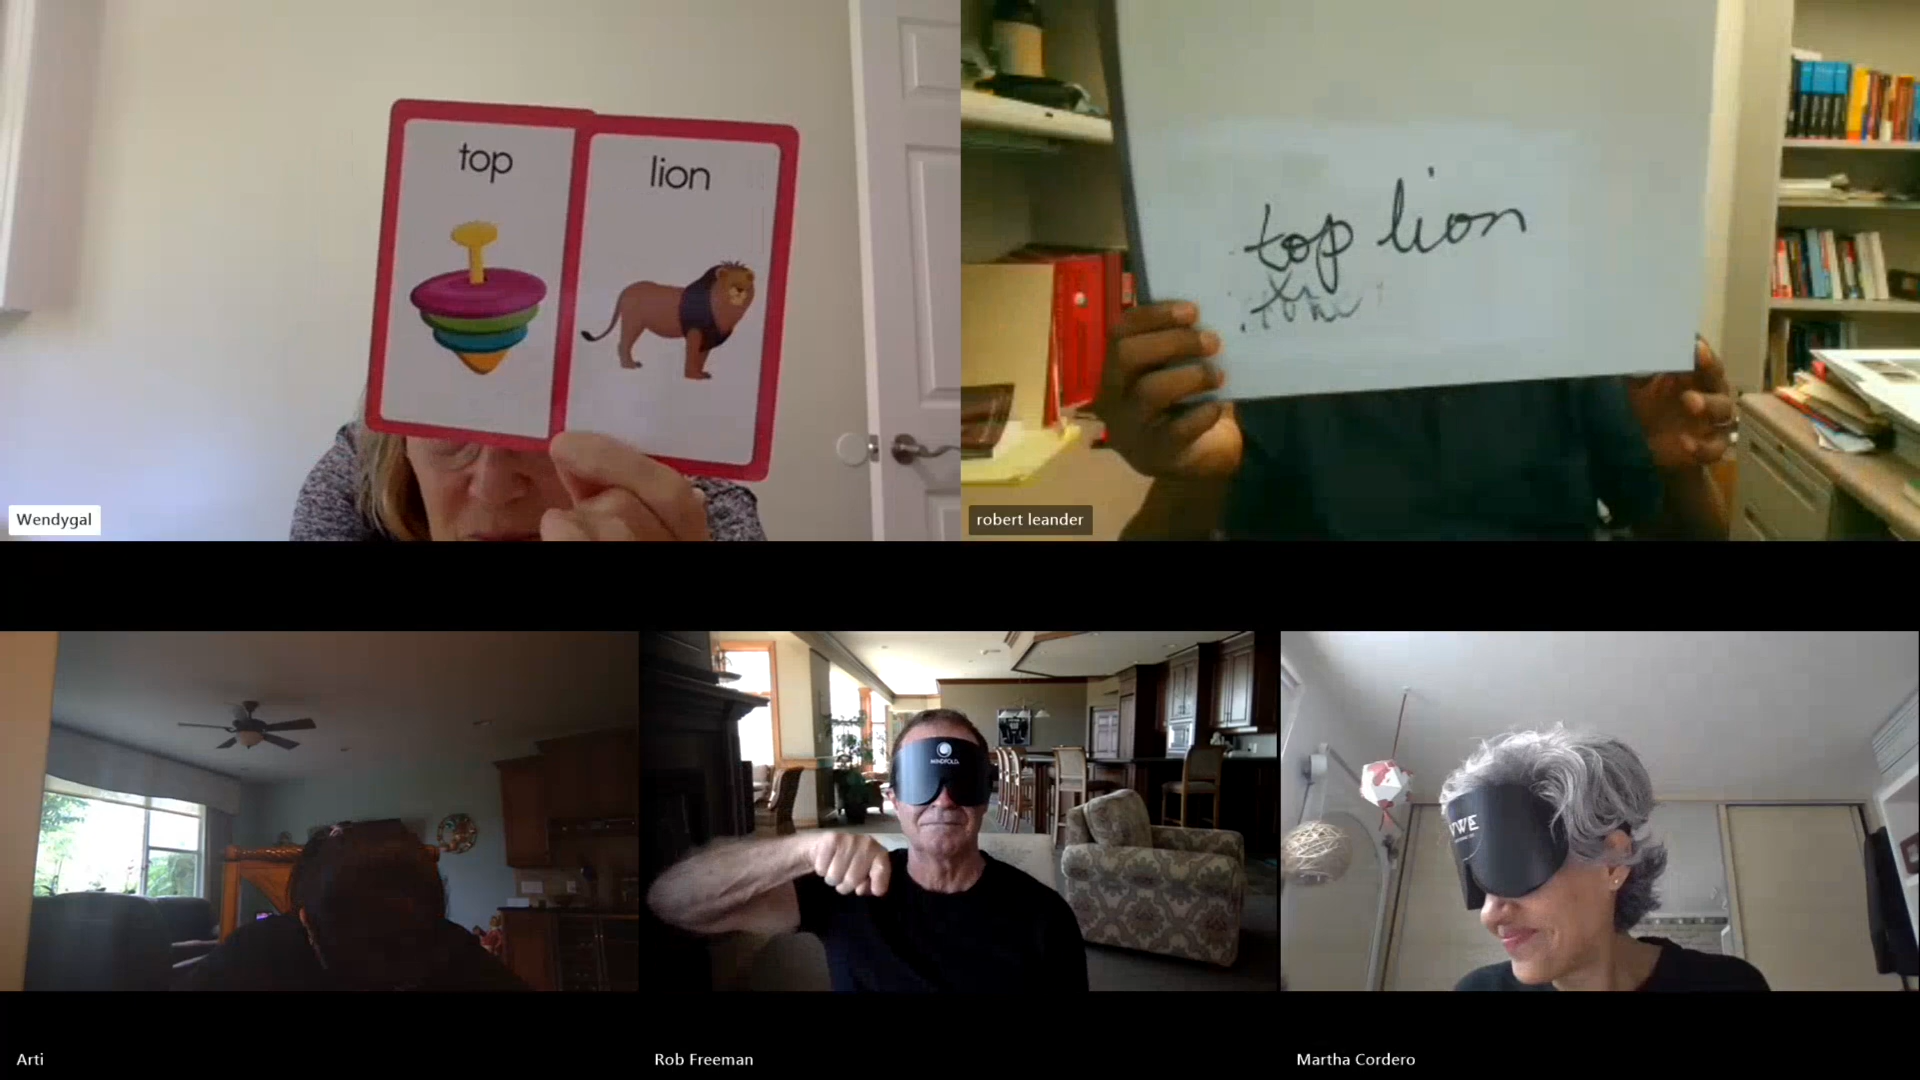 top
lion
Wendygal
top lion
robert leander
MINDFOLD
Arti
Rob Freeman
Martha Cordero